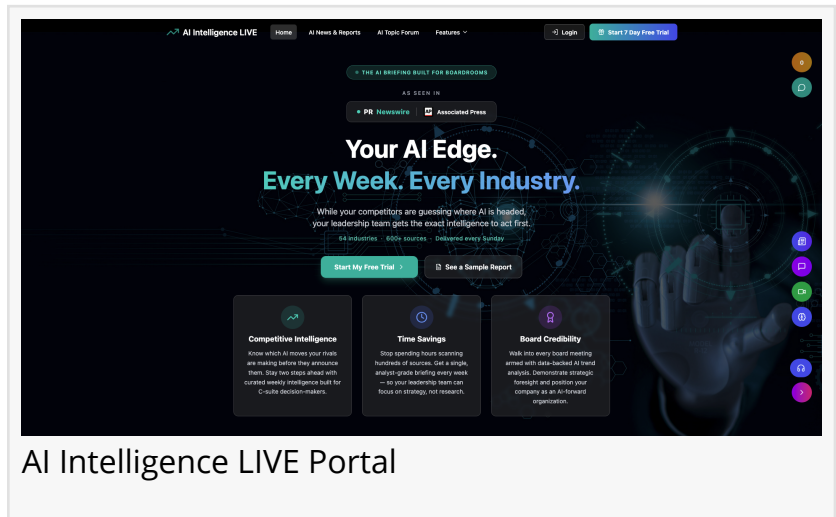 AI Intelligence LIVE Home AI News & Reports AI Topic Forum Features Login Start 7 Day Free Trial
THE AI BRIEFING BUILT FOR BOARDROOMS
AS SEEN IN
PR Newswire AP Associated Press
Your AI Edge.
Every Week. Every Industry.
While your competitors are guessing where AI is headed,
your leadership team gets the exact intelligence to act first.
54 industries · 600+ sources · Delivered every Sunday
Start My Free Trial See a Sample Report
Competitive Intelligence
Know which AI moves your rivals
are making before they announce
them. Stay two steps ahead with
curated weekly intelligence built for
C-suite decision-makers.
Time Savings
Stop spending hours scanning
hundreds of sources. Get a single,
analyst-grade briefing every week
— so your leadership team can
focus on strategy, not research.
Board Credibility
Walk into every board meeting
armed with data-backed AI trend
analysis. Demonstrate strategic
foresight and position your
company as an AI-forward
organization.
AI Intelligence LIVE Portal